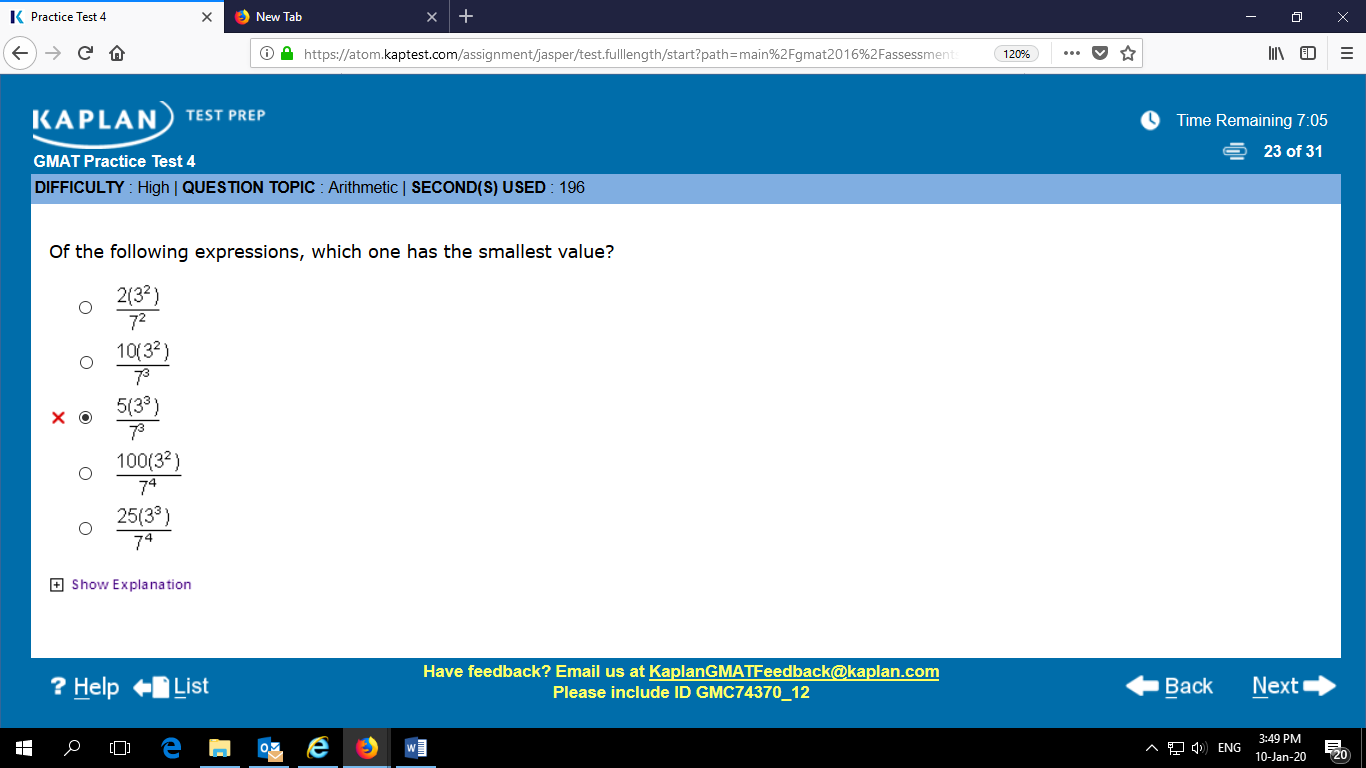 Practice Test 4
New Tab
https://atom.kaptest.com/assignment/jasper/test.fulllength/start?path=main%2Fgmat2016%2Fassessment
120%
KAPLAN TEST PREP
Time Remaining 7:05
GMAT Practice Test 4
23 of 31
DIFFICULTY : High | QUESTION TOPIC : Arithmetic | SECOND(S) USED : 196
Of the following expressions, which one has the smallest value?
2(3²)
7²
10(3²)
7³
5(3³)
7³
100(3²)
7⁴
25(3³)
7⁴
Show Explanation
Have feedback? Email us at KaplanGMATFeedback@kaplan.com
Please include ID GMC74370_12
? Help
List
Back
Next
ENG
3:49 PM
10-Jan-20
20